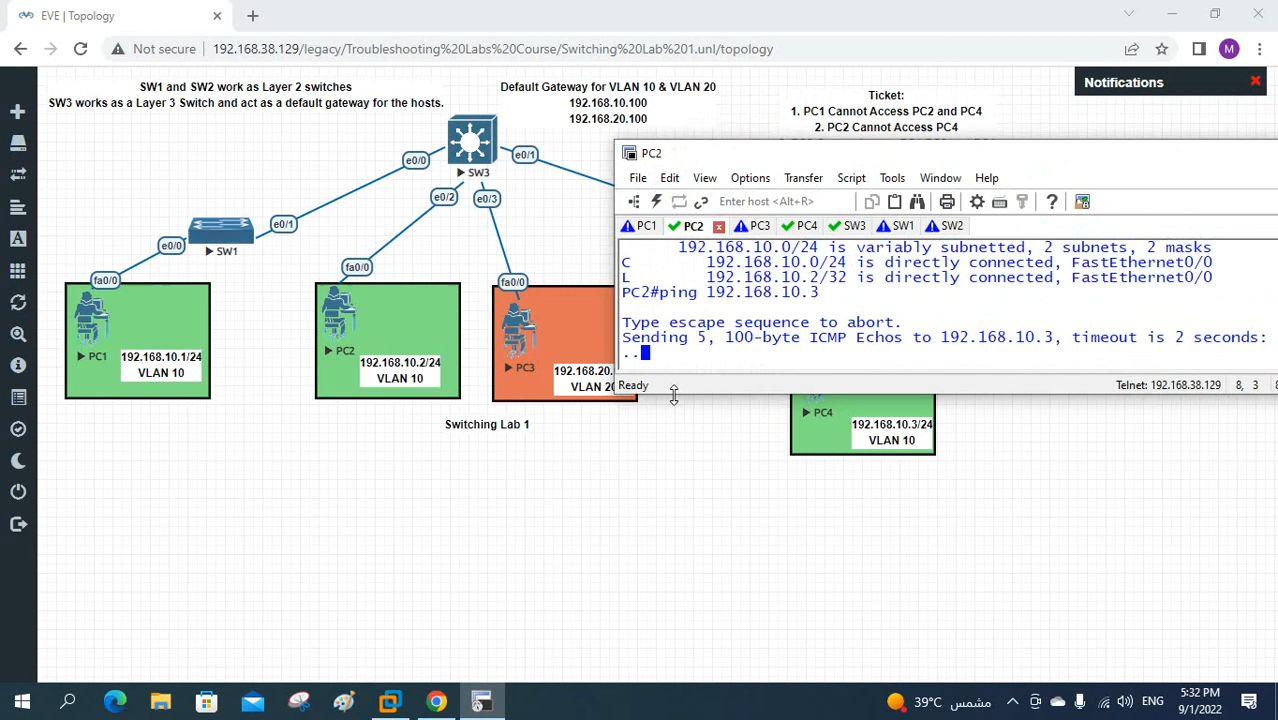 EVE | Topology
Not secure
192.168.38.129/legacy/Troubleshooting%20Labs%20Course/Switching%20Lab%201.unl/topology
M
SW1 and SW2 work as Layer 2 switches
SW3 works as a Layer 3 Switch and act as a default gateway for the hosts.
Default Gateway for VLAN 10 & VLAN 20
192.168.10.100
192.168.20.100
Ticket:
1. PC1 Cannot Access PC2 and PC4
2. PC2 Cannot Access PC4
Notifications
SW3
e0/0
e0/1
e0/2
e0/3
SW1
e0/0
e0/1
fa0/0
PC1
192.168.10.1/24
VLAN 10
fa0/0
PC2
192.168.10.2/24
VLAN 10
fa0/0
PC3
192.168.20.
VLAN 20
Switching Lab 1
PC4
192.168.10.3/24
VLAN 10
PC2
File Edit View Options Transfer Script Tools Window Help
Enter host <Alt+R>
PC1 PC2 PC3 PC4 SW3 SW1 SW2
192.168.10.0/24 is variably subnetted, 2 subnets, 2 masks
C 192.168.10.0/24 is directly connected, FastEthernet0/0
L 192.168.10.2/32 is directly connected, FastEthernet0/0
PC2#ping 192.168.10.3
Type escape sequence to abort.
Sending 5, 100-byte ICMP Echos to 192.168.10.3, timeout is 2 seconds:
..
Ready
Telnet: 192.168.38.129
8, 3
39°C
مشمس
ENG
5:32 PM
9/1/2022